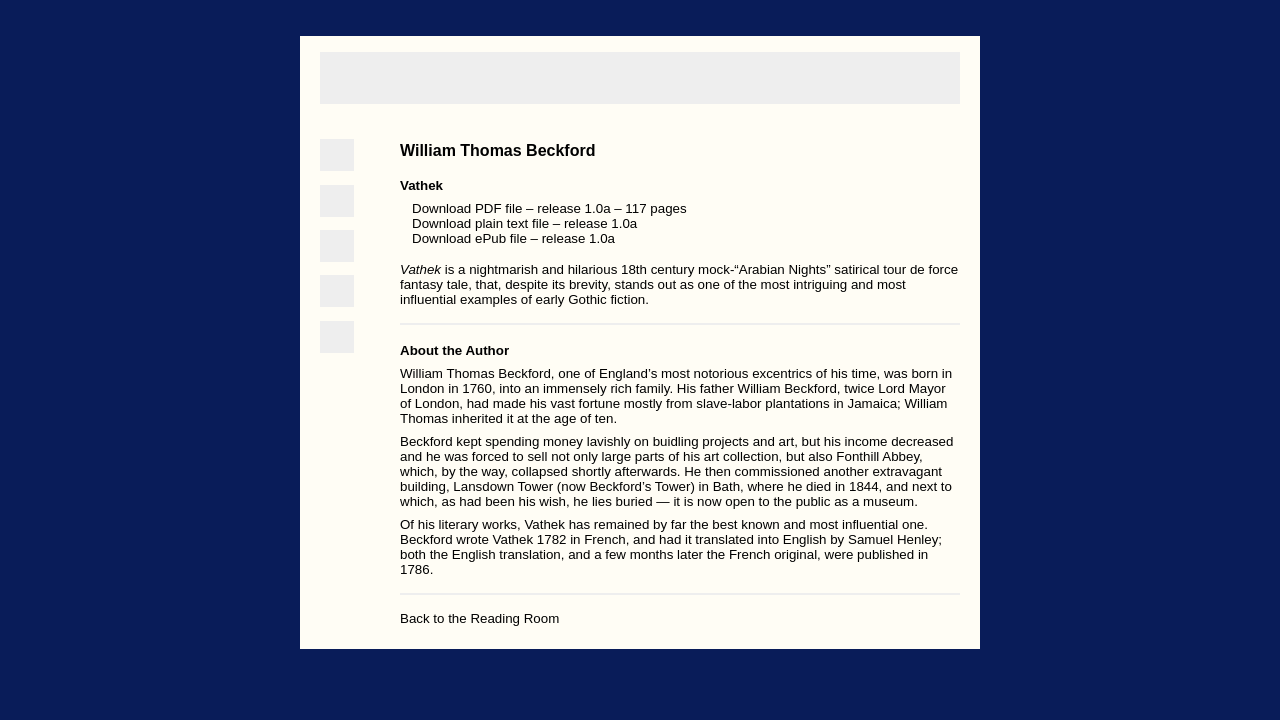 William Thomas Beckford
Vathek
Download PDF file – release 1.0a – 117 pages
Download plain text file – release 1.0a
Download ePub file – release 1.0a
Vathek is a nightmarish and hilarious 18th century mock-“Arabian Nights” satirical tour de force
fantasy tale, that, despite its brevity, stands out as one of the most intriguing and most
influential examples of early Gothic fiction.
About the Author
William Thomas Beckford, one of England’s most notorious excentrics of his time, was born in
London in 1760, into an immensely rich family. His father William Beckford, twice Lord Mayor
of London, had made his vast fortune mostly from slave-labor plantations in Jamaica; William
Thomas inherited it at the age of ten.
Beckford kept spending money lavishly on buidling projects and art, but his income decreased
and he was forced to sell not only large parts of his art collection, but also Fonthill Abbey,
which, by the way, collapsed shortly afterwards. He then commissioned another extravagant
building, Lansdown Tower (now Beckford’s Tower) in Bath, where he died in 1844, and next to
which, as had been his wish, he lies buried — it is now open to the public as a museum.
Of his literary works, Vathek has remained by far the best known and most influential one.
Beckford wrote Vathek 1782 in French, and had it translated into English by Samuel Henley;
both the English translation, and a few months later the French original, were published in
1786.
Back to the Reading Room